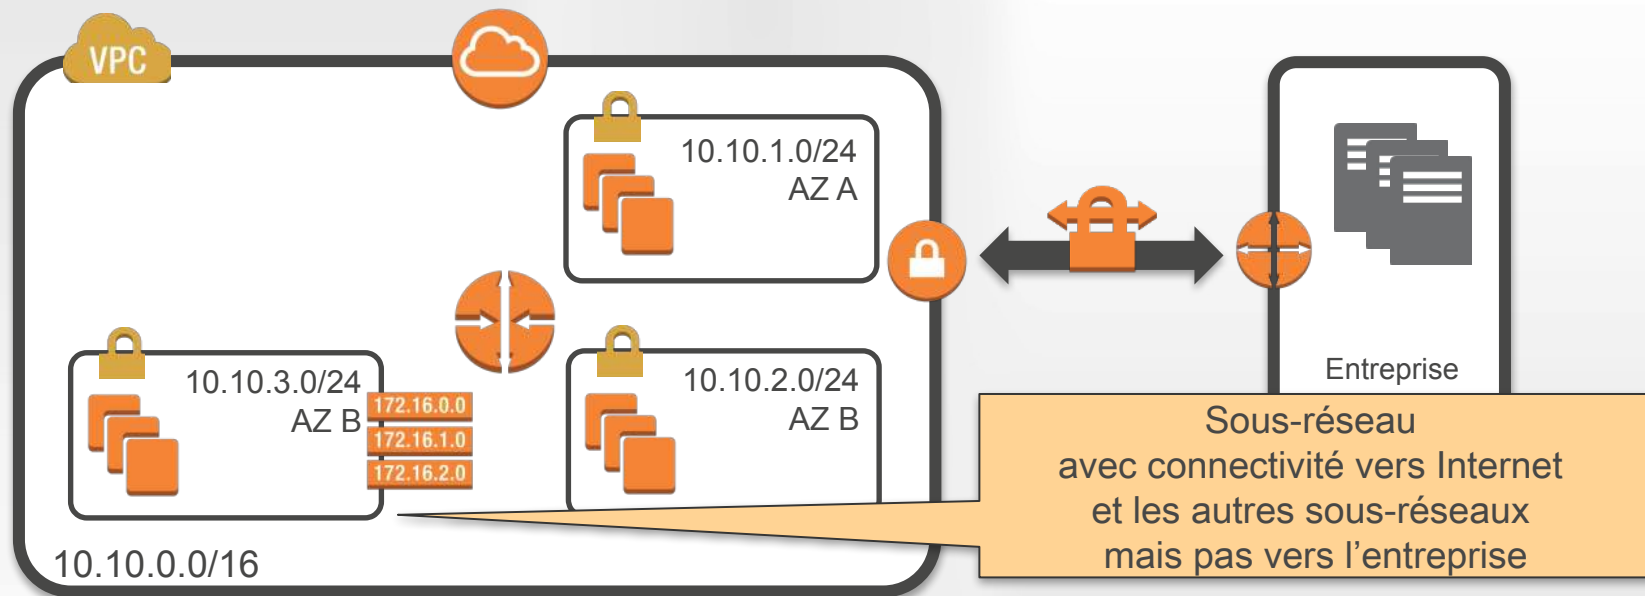 VPC
10.10.1.0/24
AZ A
10.10.3.0/24
AZ B
172.16.0.0
172.16.1.0
172.16.2.0
10.10.2.0/24
AZ B
10.10.0.0/16
Entreprise
Sous-réseau
avec connectivité vers Internet
et les autres sous-réseaux
mais pas vers l’entreprise